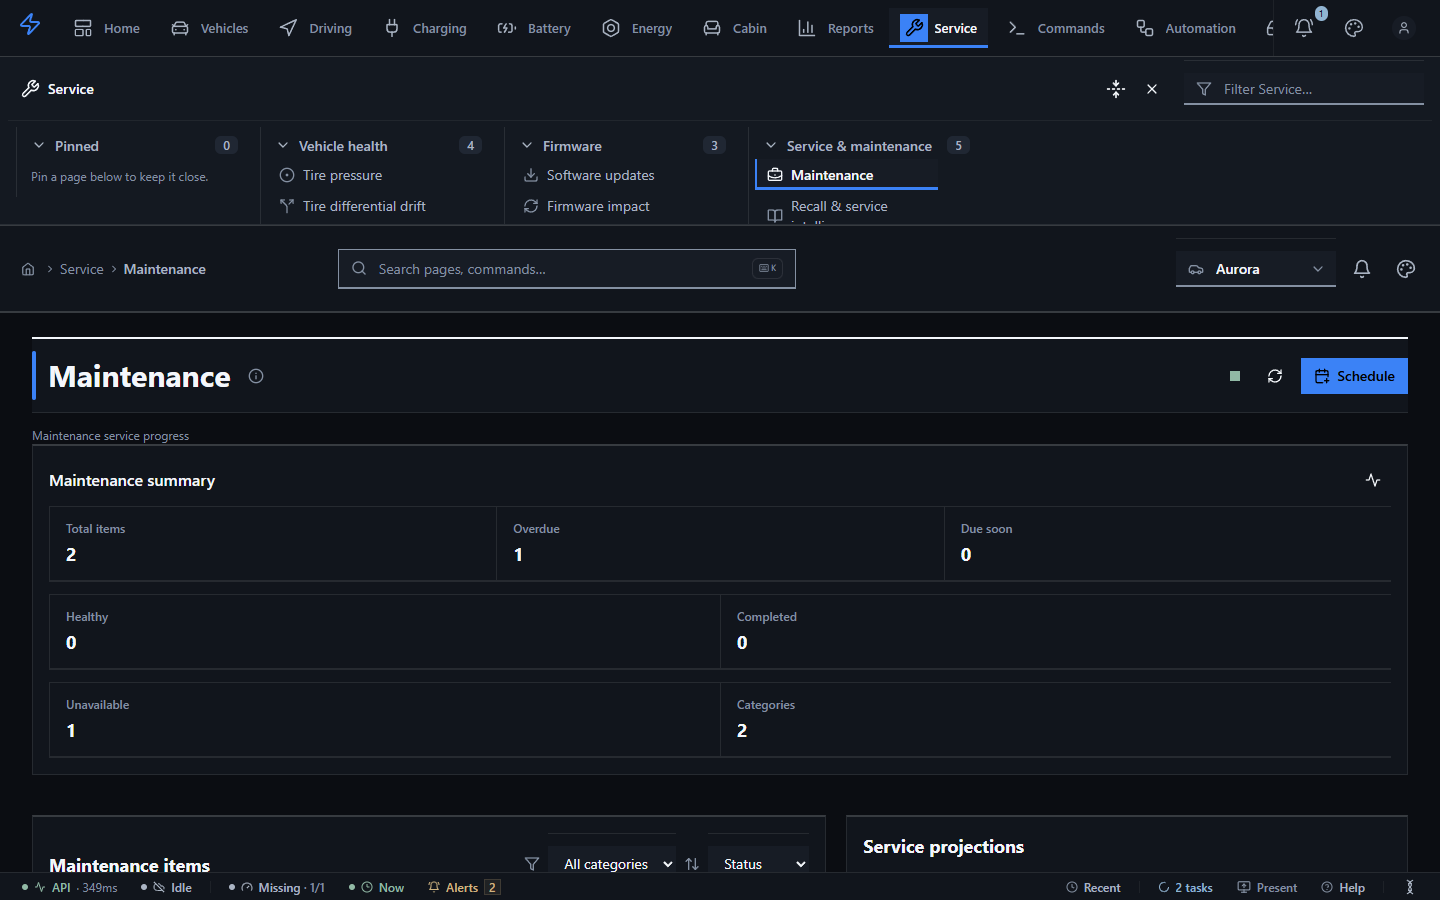 Home Vehicles Driving Charging Battery Energy Cabin Reports Service Commands Automation 1
Service Filter Service...
Pinned 0 Vehicle health 4 Firmware 3 Service & maintenance 5
Pin a page below to keep it close. Tire pressure Software updates Maintenance
Tire differential drift Firmware impact Recall & service
Service Maintenance Search pages, commands... K Aurora
Maintenance Schedule
Maintenance service progress
Maintenance summary
Total items Overdue Due soon
2 1 0
Healthy Completed
0 0
Unavailable Categories
1 2
Maintenance items All categories Status Service projections
API · 349ms Idle Missing · 1/1 Now Alerts 2 Recent 2 tasks Present Help